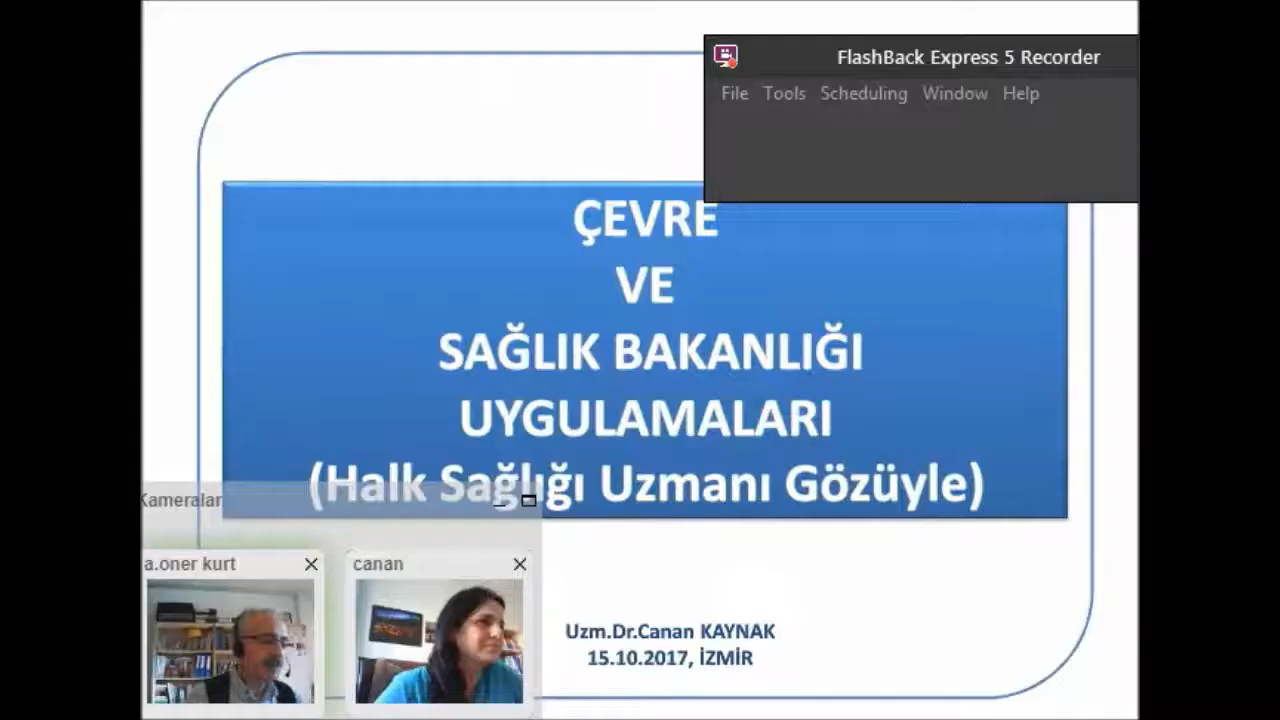 FlashBack Express 5 Recorder
File Tools Scheduling Window Help
ÇEVRE
VE
SAĞLIK BAKANLIĞI
UYGULAMALARI
(Halk Sağlığı Uzmanı Gözüyle)
Kameralar
a.oner kurt
canan
Uzm.Dr.Canan KAYNAK
15.10.2017, İZMİR